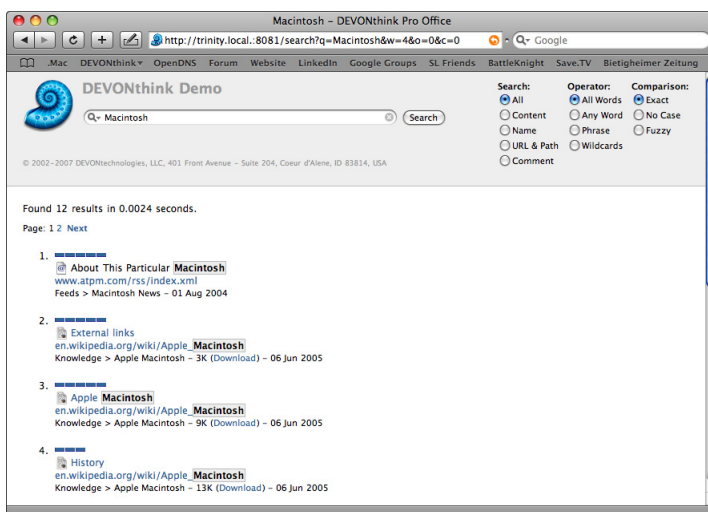 Macintosh – DEVONthink Pro Office
http://trinity.local.:8081/search?q=Macintosh&w=4&o=0&c=0
Google
.Mac DEVONthink OpenDNS Forum Website LinkedIn Google Groups SL Friends BattleKnight Save.TV Bietigheimer Zeitung
DEVONthink Demo
Macintosh
Search
Search: Operator: Comparison:
All All Words Exact
Content Any Word No Case
Name Phrase Fuzzy
URL & Path Wildcards
Comment
© 2002-2007 DEVONtechnologies, LLC, 401 Front Avenue – Suite 204, Coeur d'Alene, ID 83814, USA
Found 12 results in 0.0024 seconds.
Page: 1 2 Next
1.
About This Particular Macintosh
www.atpm.com/rss/index.xml
Feeds > Macintosh News – 01 Aug 2004
2.
External links
en.wikipedia.org/wiki/Apple_Macintosh
Knowledge > Apple Macintosh – 3K (Download) – 06 Jun 2005
3.
Apple Macintosh
en.wikipedia.org/wiki/Apple_Macintosh
Knowledge > Apple Macintosh – 9K (Download) – 06 Jun 2005
4.
History
en.wikipedia.org/wiki/Apple_Macintosh
Knowledge > Apple Macintosh – 13K (Download) – 06 Jun 2005